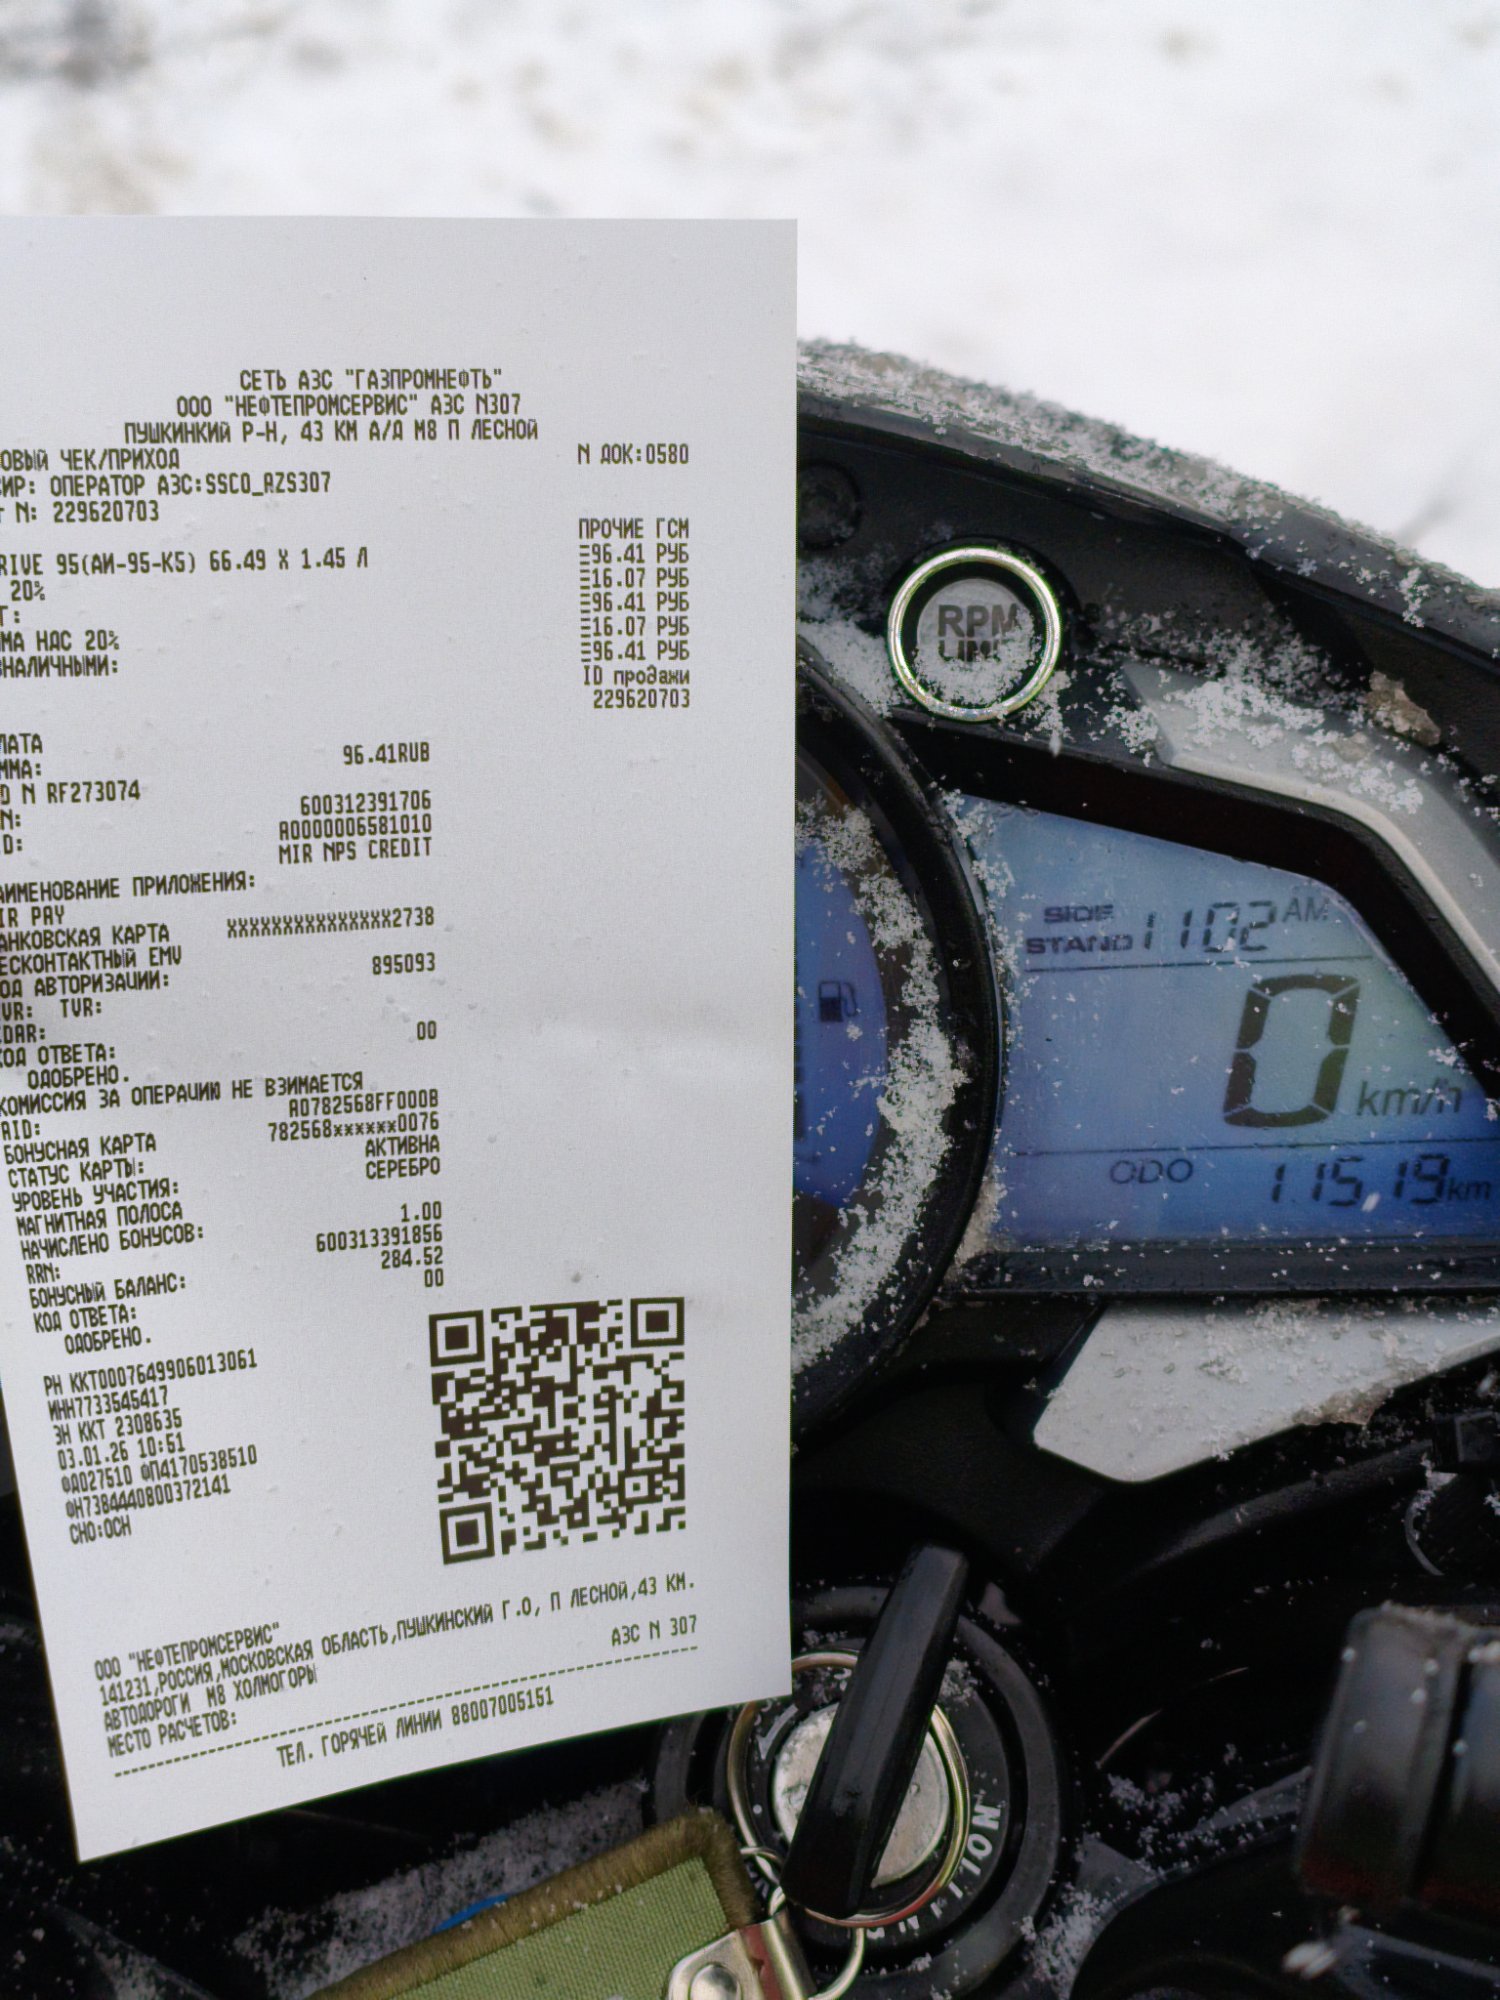 СЕТЬ АЗС "ГАЗПРОМНЕФТЬ"
ООО "НЕФТЕПРОМСЕРВИС" АЗС N307
ПУШКИНКИЙ Р-Н, 43 КМ А/Д М8 П ЛЕСНОЙ
ОВЫЙ ЧЕК/ПРИХОД N ДОК:0580
ИР: ОПЕРАТОР АЗС:SSCO_AZS307
N: 229620703
ПРОЧИЕ ГСМ
RIVE 95(АИ-95-К5) 66.49 X 1.45 Л ≡96.41 РУБ
20% ≡16.07 РУБ
Г: ≡96.41 РУБ
МА НДС 20% ≡16.07 РУБ
НАЛИЧНЫМИ: ≡96.41 РУБ
ID продажи
229620703
ЛАТА
ММА: 96.41RUB
D N RF273074
N: 600312391706
D: A0000006581010
MIR NPS CREDIT
АИМЕНОВАНИЕ ПРИЛОЖЕНИЯ:
IR PAY
АНКОВСКАЯ КАРТА XXXXXXXXXXXXXXX2738
ЕСКОНТАКТНЫЙ EMV
ОД АВТОРИЗАЦИИ: 895093
VR: TVR:
CDAR:
КОД ОТВЕТА: 00
ОДОБРЕНО.
КОМИССИЯ ЗА ОПЕРАЦИЮ НЕ ВЗИМАЕТСЯ
AID: A0782568FF000B
БОНУСНАЯ КАРТА 782568xxxxxx0076
СТАТУС КАРТЫ: АКТИВНА
УРОВЕНЬ УЧАСТИЯ: СЕРЕБРО
МАГНИТНАЯ ПОЛОСА
НАЧИСЛЕНО БОНУСОВ: 1.00
RRN: 600313391856
БОНУСНЫЙ БАЛАНС: 284.52
КОД ОТВЕТА: 00
ОДОБРЕНО.
РН ККТ0007649906013061
ИНН7733545417
ЗН ККТ 2308635
03.01.26 10:51
ФД027510 ФП4170538510
ФН7384440800372141
СНО:ОСН
ООО "НЕФТЕПРОМСЕРВИС"
141231,РОССИЯ,МОСКОВСКАЯ ОБЛАСТЬ,ПУШКИНСКИЙ Г.О, П ЛЕСНОЙ,43 КМ.
АВТОДОРОГИ М8 ХОЛМОГОРЫ
МЕСТО РАСЧЕТОВ: АЗС N 307
ТЕЛ. ГОРЯЧЕЙ ЛИНИИ 88007005151
RPM
LIMIT
SIDE
STAND 1102 AM
0 km/h
ODO 11519 km